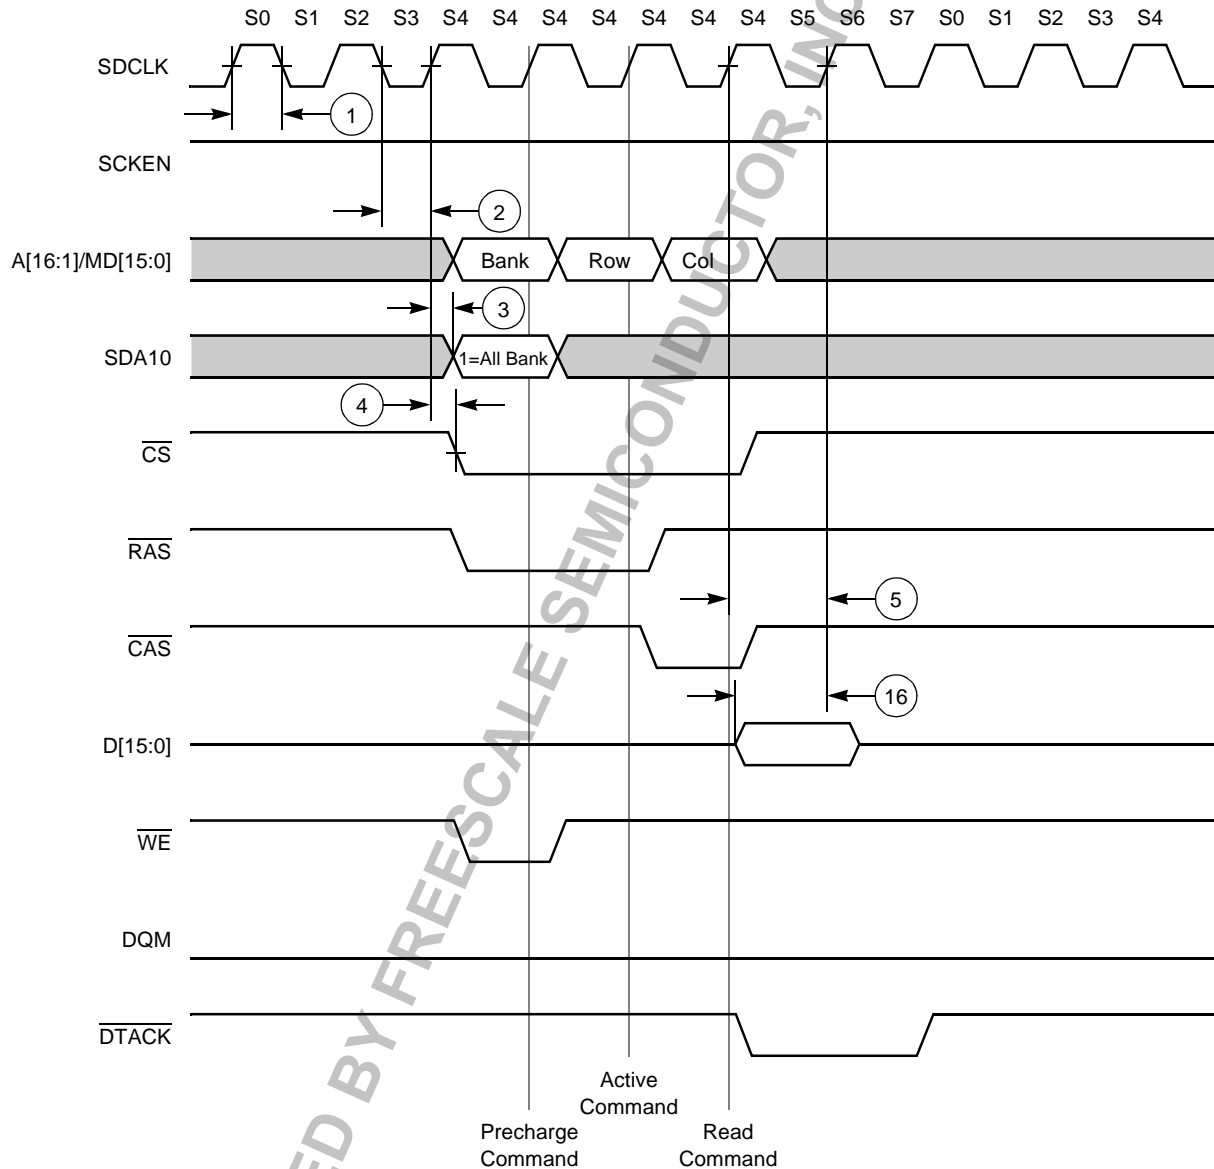 S0 S1 S2 S3 S4 S4 S4 S4 S4 S4 S4 S5 S6 S7 S0 S1 S2 S3 S4
SDCLK
1
SCKEN
2
A[16:1]/MD[15:0] Bank Row Col
3
SDA10 1=All Bank
4
CS
RAS
5
CAS
16
D[15:0]
WE
DQM
DTACK
Active
Command
Precharge
Command
Read
Command
ED BY FREESCALE SEMICONDUCTOR, INC